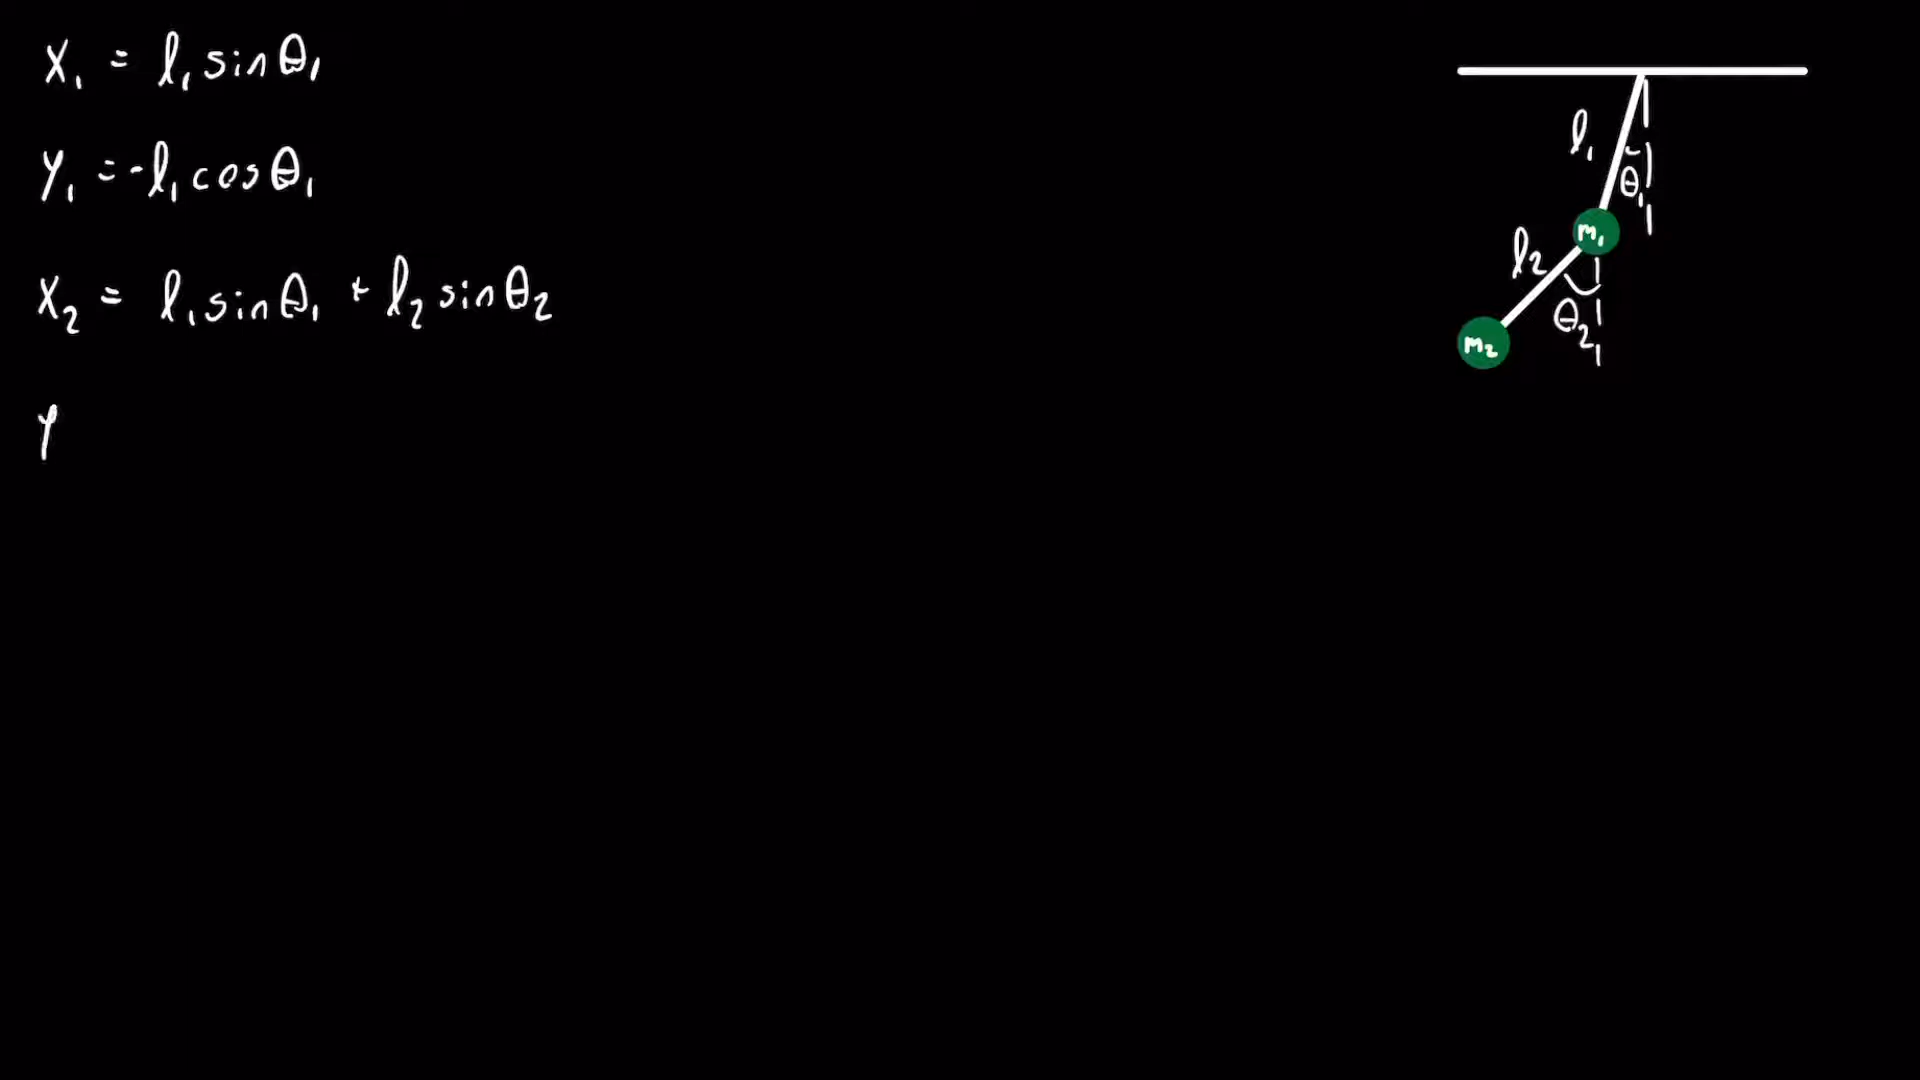 x₁ = l₁ sinθ₁
y₁ = -l₁ cosθ₁
x₂ = l₁ sinθ₁ + l₂ sinθ₂
y
l₁
θ₁
m₁
l₂
θ₂
m₂